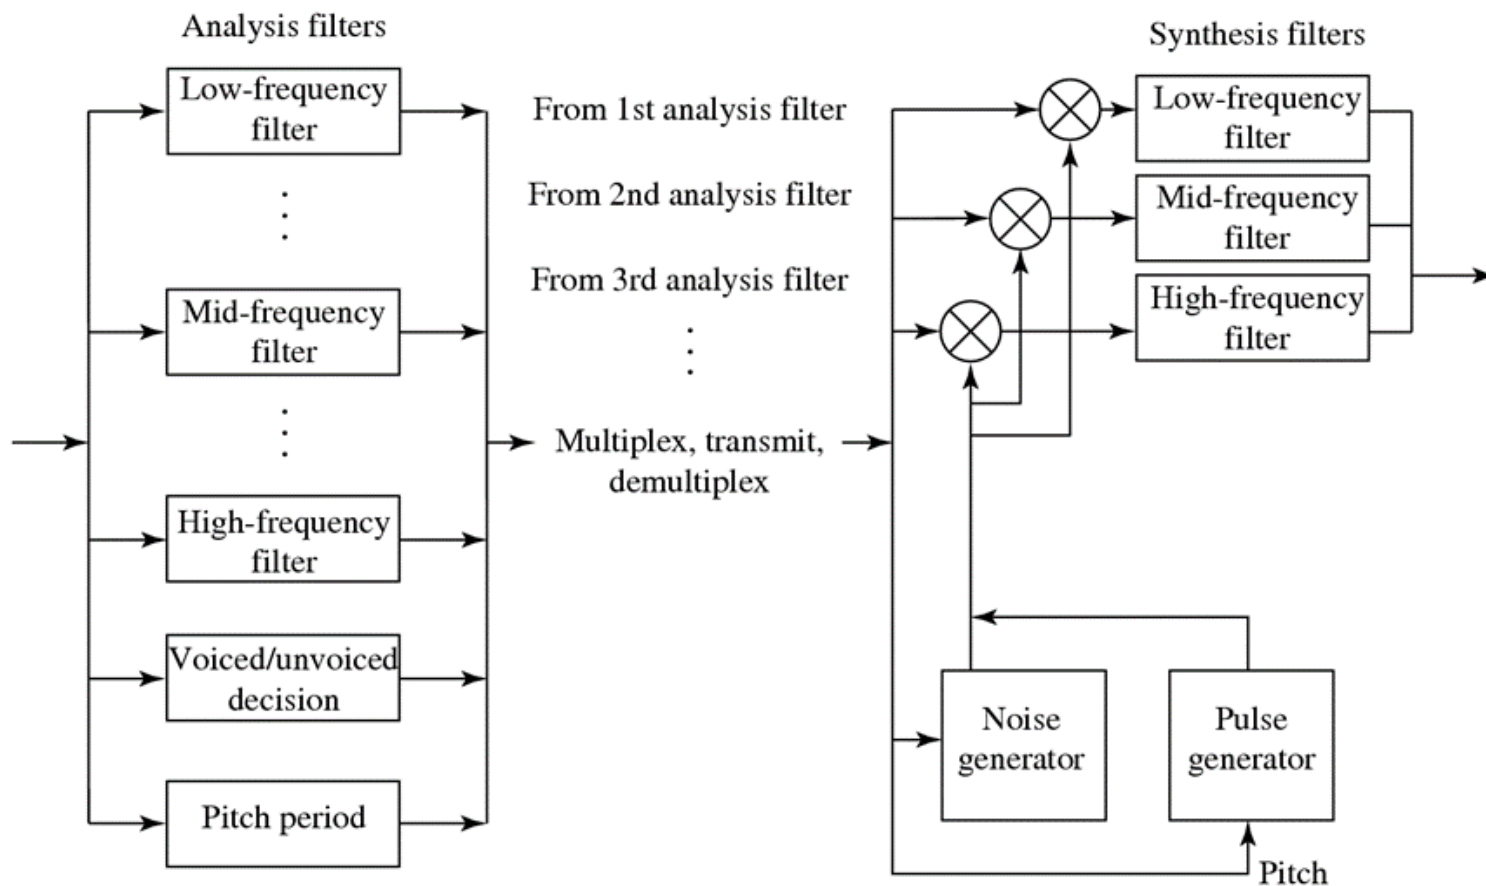 Analysis filters
Low-frequency
filter
Mid-frequency
filter
High-frequency
filter
Voiced/unvoiced
decision
Pitch period
From 1st analysis filter
From 2nd analysis filter
From 3rd analysis filter
Multiplex, transmit,
demultiplex
Synthesis filters
Low-frequency
filter
Mid-frequency
filter
High-frequency
filter
Noise
generator
Pulse
generator
Pitch